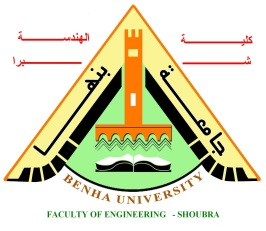 كلية الهندسة
شبرا
جامعة بنها
BENHA UNIVERSITY
FACULTY OF ENGINEERING - SHOUBRA